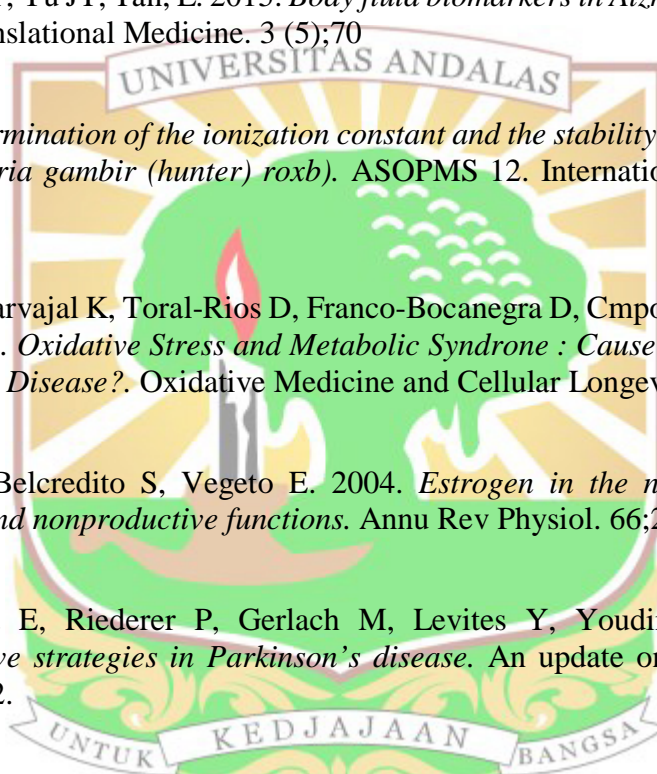 , Yu JT, Tan, L. 2015. Body fluid biomarkers in Alzh
nslational Medicine. 3 (5);70
UNIVERSITAS ANDALAS
rmination of the ionization constant and the stability
ria gambir (hunter) roxb). ASOPMS 12. Internatio
arvajal K, Toral-Rios D, Franco-Bocanegra D, Cmpo
. Oxidative Stress and Metabolic Syndrome : Cause
Disease?. Oxidative Medicine and Cellular Longev
Belcredito S, Vegeto E. 2004. Estrogen in the n
nd nonproductive functions. Annu Rev Physiol. 66;2
E, Riederer P, Gerlach M, Levites Y, Youdi
ve strategies in Parkinson's disease. An update on
2.
UNTUK KEDJAJAAN BANGSA